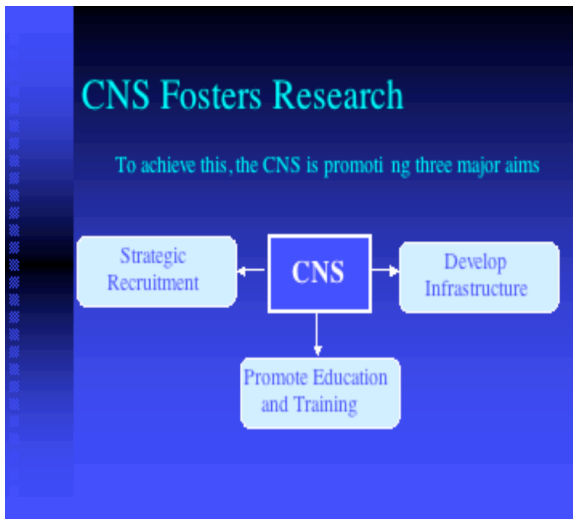 CNS Fosters Research
To achieve this, the CNS is promoti ng three major aims
Strategic
Recruitment
CNS
Develop
Infrastructure
Promote Education
and Training